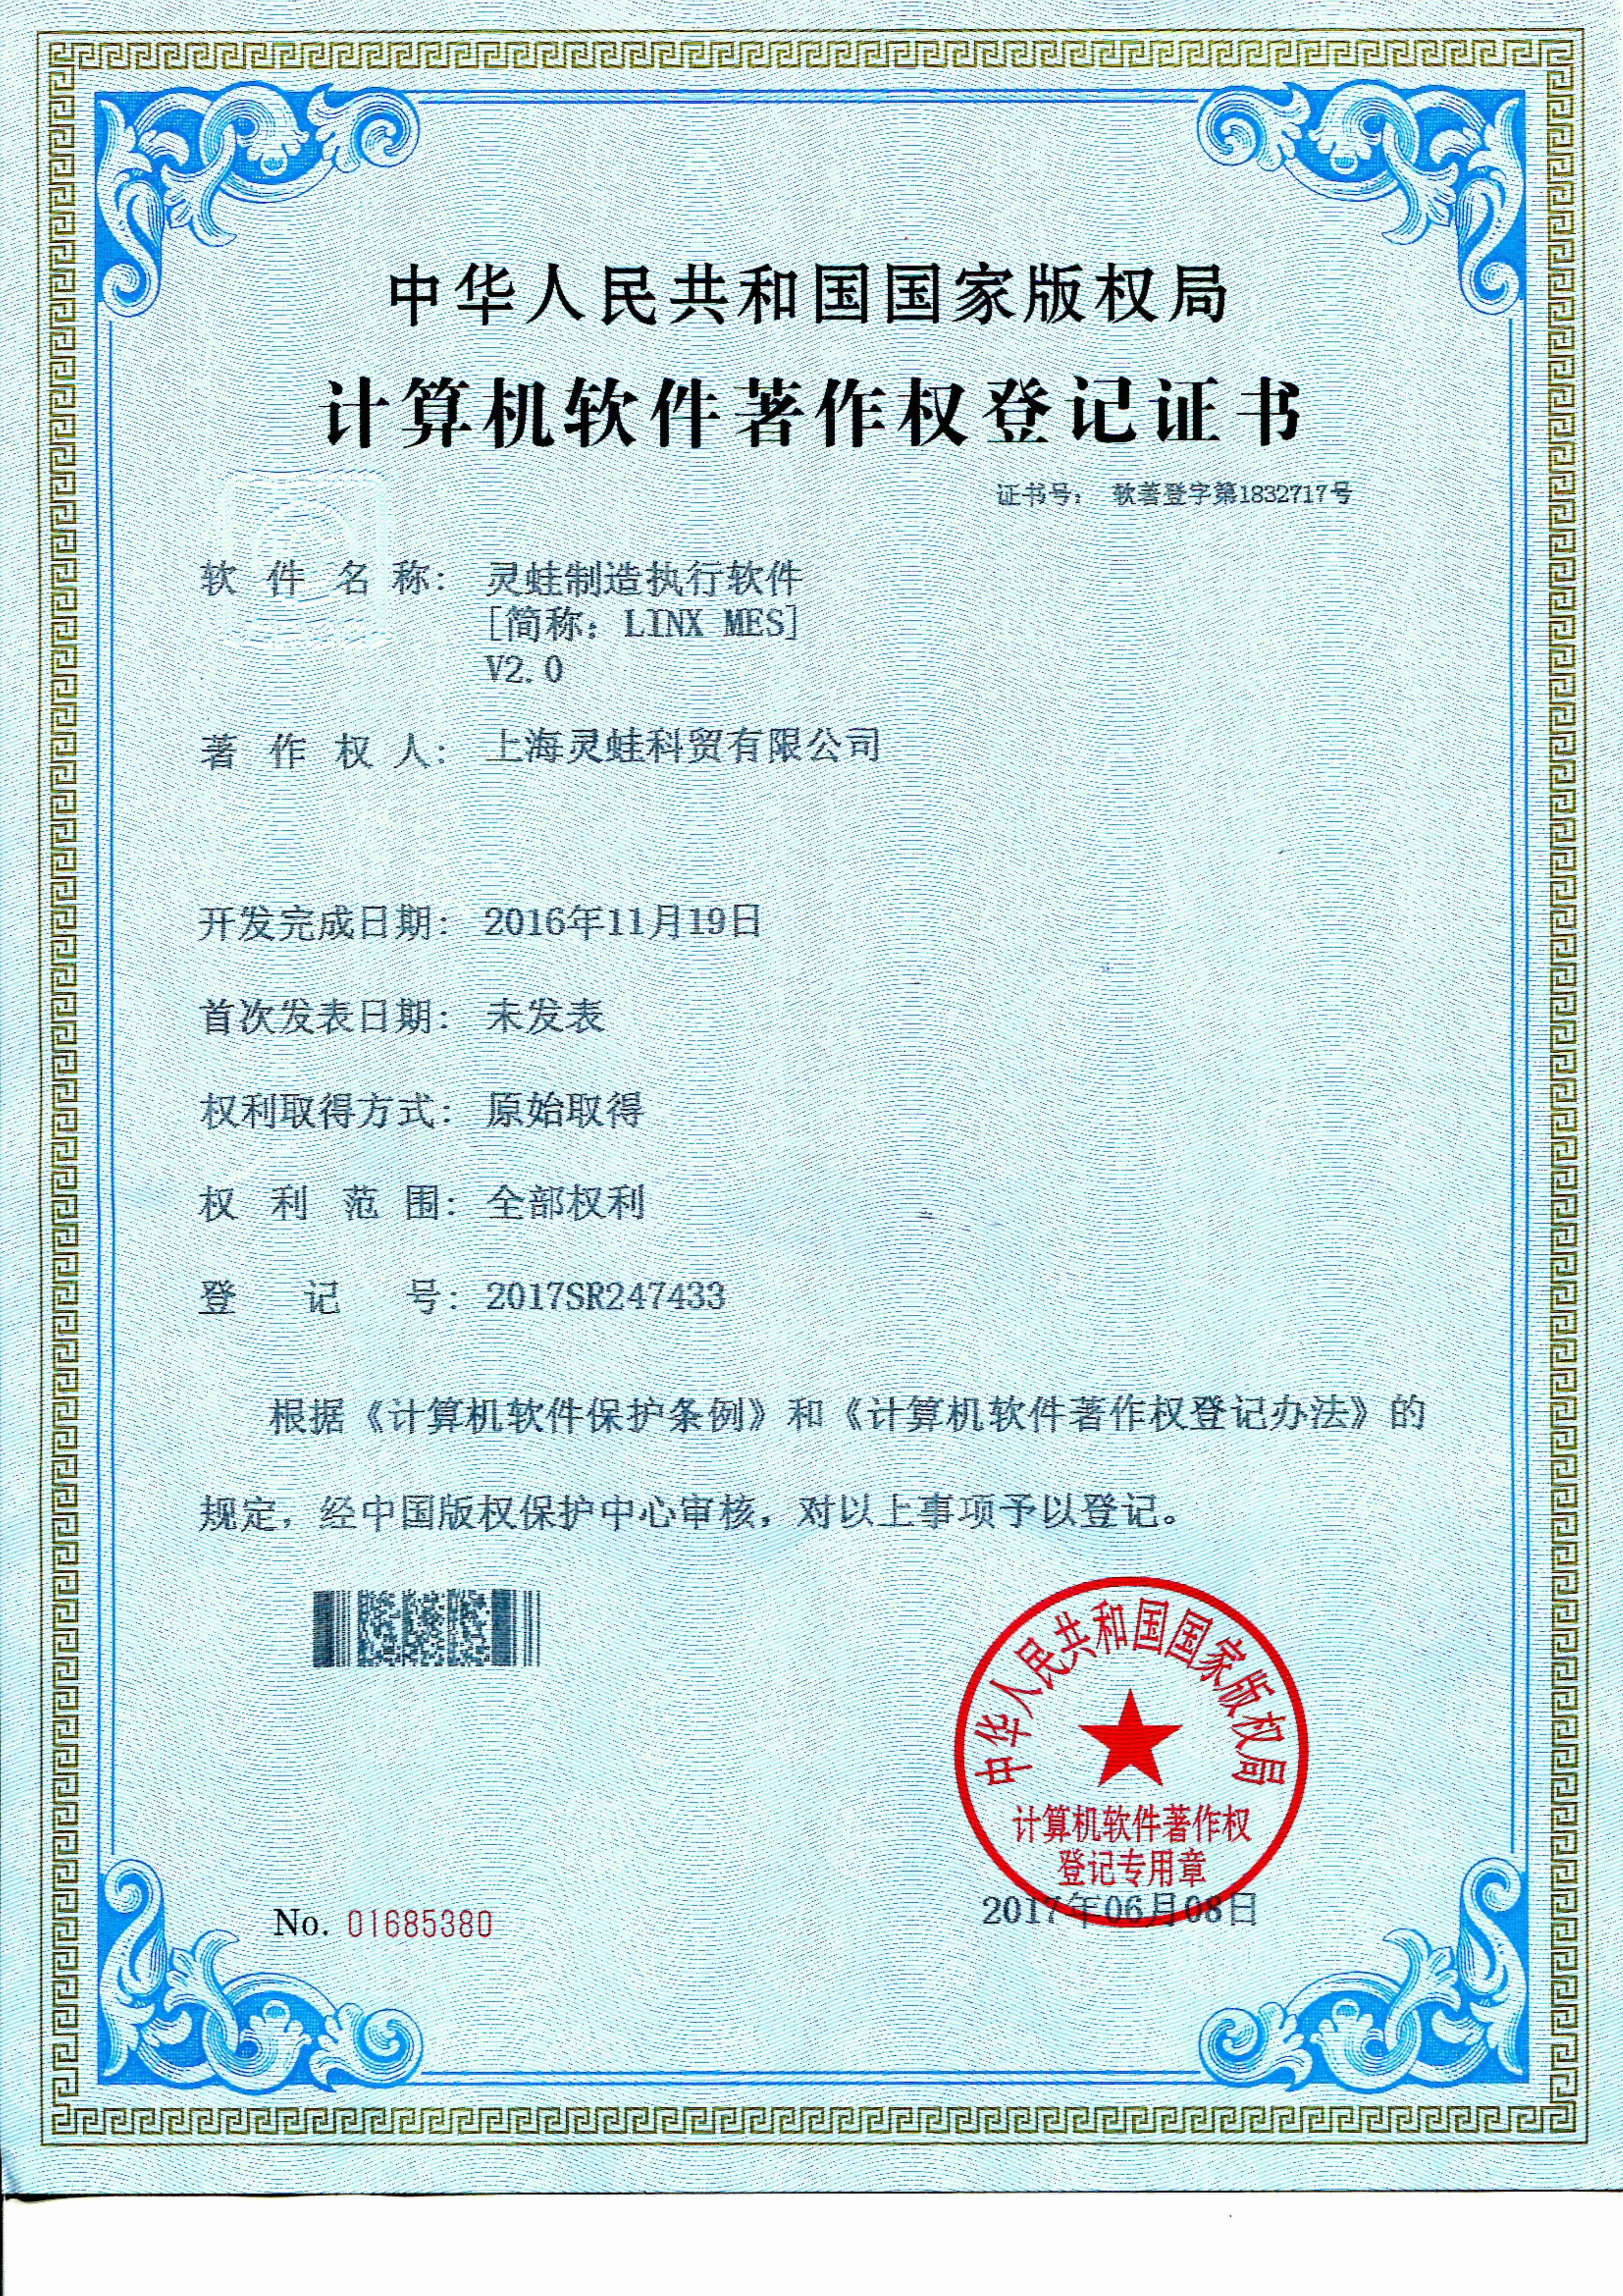 中华人民共和国国家版权局
计算机软件著作权登记证书
证书号： 软著登字第1832717号
软件名称： 灵蛙制造执行软件
[简称：LINX MES]
V2.0
著作权人： 上海灵蛙科贸有限公司
开发完成日期： 2016年11月19日
首次发表日期： 未发表
权利取得方式： 原始取得
权利范围： 全部权利
登记号： 2017SR247433
根据《计算机软件保护条例》和《计算机软件著作权登记办法》的
规定，经中国版权保护中心审核，对以上事项予以登记。
中华人民共和国国家版权局
计算机软件著作权
登记专用章
No. 01685380
2017年06月08日